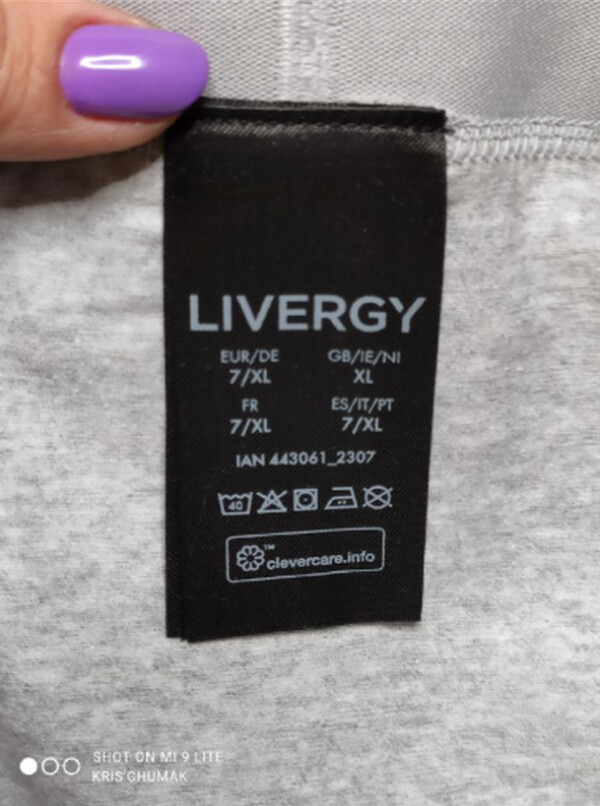 LIVERGY
EUR/DE GB/IE/NI
7/XL XL
FR ES/IT/PT
7/XL 7/XL
IAN 443061_2307
40
™ clevercare.info
SHOT ON MI 9 LITE
KRIS CHUMAK